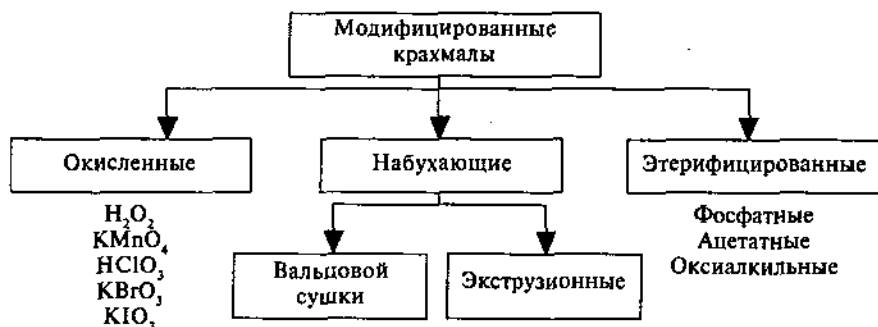 Модифицированные
крахмалы
Окисленные
Набухающие
Этерифицированные
H₂O₂
KMnO₄
HClO₃
KBrO₃
KIO₃
Вальцовой
сушки
Экструзионные
Фосфатные
Ацетатные
Оксиалкильные